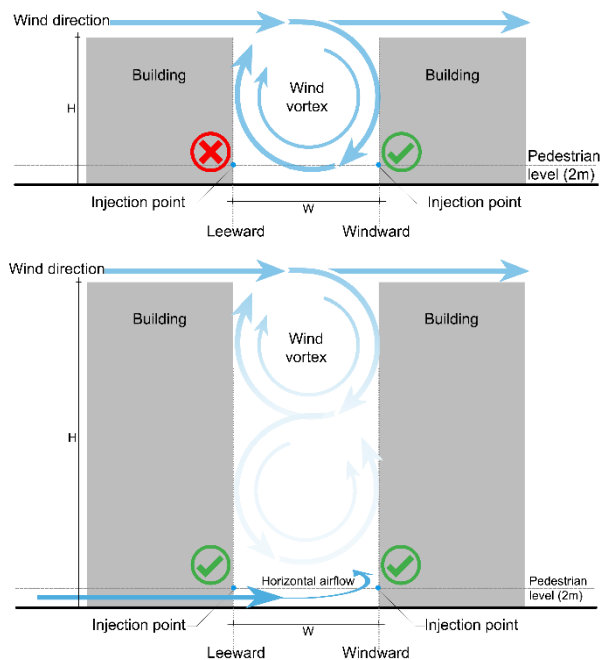 Wind direction
Building
Wind
vortex
Building
H
Pedestrian
level (2m)
Injection point
W
Injection point
Leeward
Windward
Wind direction
Building
Wind
vortex
Building
H
Horizontal airflow
Pedestrian
level (2m)
Injection point
W
Injection point
Leeward
Windward